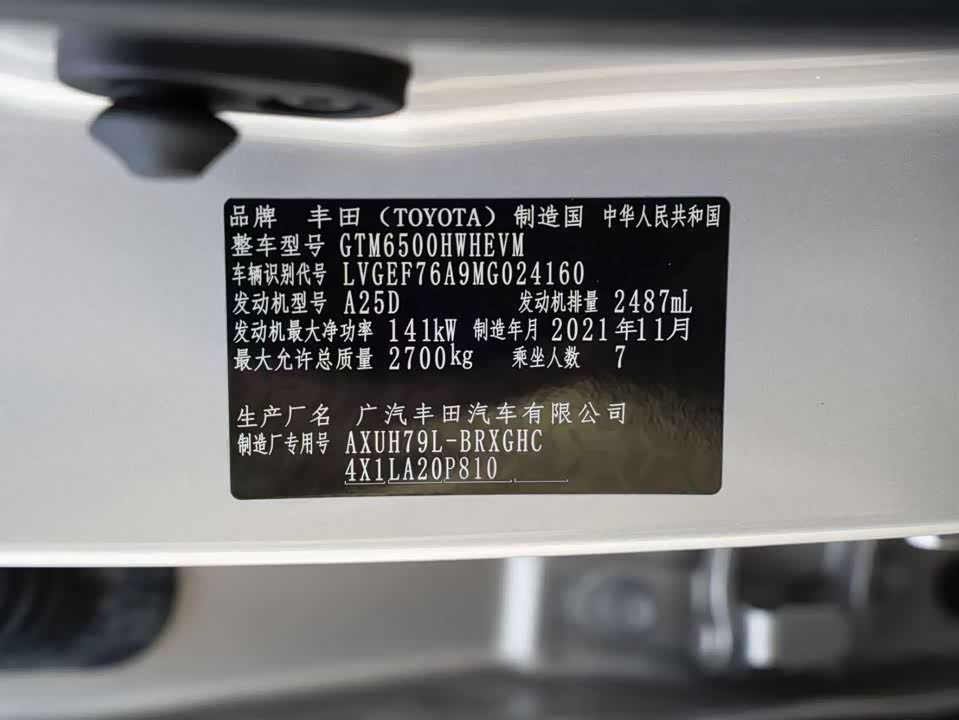 品牌 丰田（TOYOTA）制造国 中华人民共和国
整车型号 GTM6500HWHEVM
车辆识别代号 LVGEF76A9MG024160
发动机型号 A25D 发动机排量 2487mL
发动机最大净功率 141kW 制造年月 2021年11月
最大允许总质量 2700kg 乘坐人数 7
生产厂名 广汽丰田汽车有限公司
制造厂专用号 AXUH79L-BRXGHC
4X1LA20P810